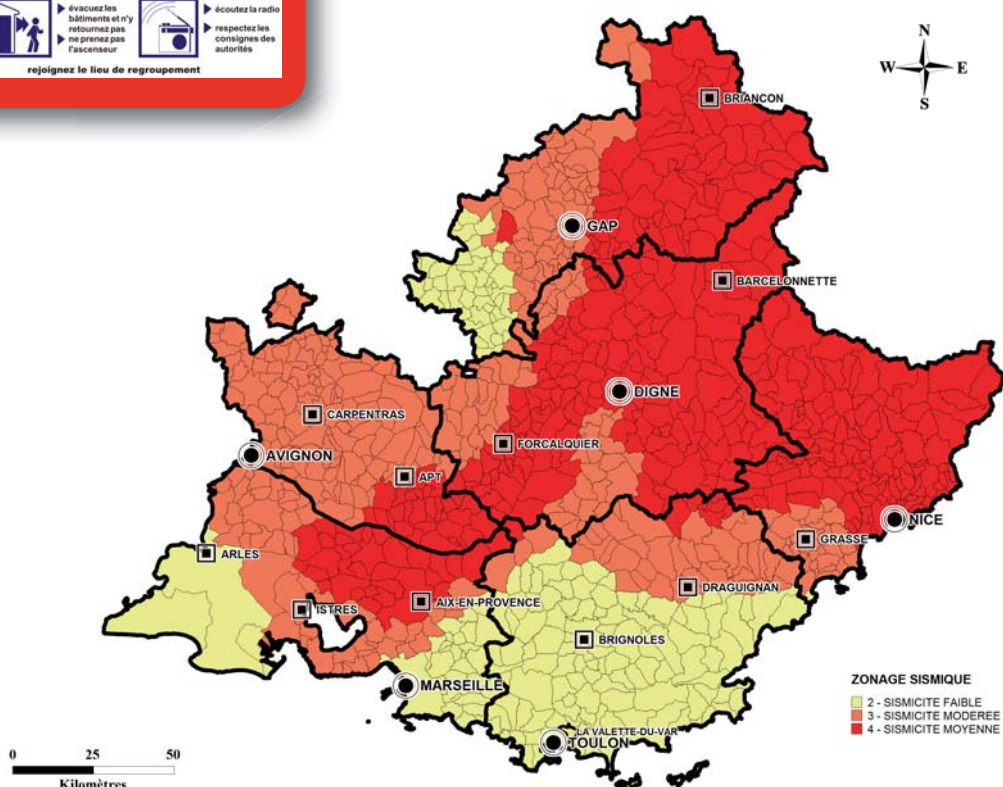 évacuez les
bâtiments et n'y
retournez pas
ne prenez pas
l'ascenseur
écoutez la radio
respectez les
consignes des
autorités
rejoignez le lieu de regroupement
N
W E
S
BRIANCON
GAP
BARCELONNETTE
DIGNE
CARPENTRAS
FORCALQUIER
AVIGNON
APT
NICE
GRASSE
ARLES
DRAGUIGNAN
ISTRES
AIX-EN-PROVENCE
BRIGNOLES
MARSEILLE
LA VALETTE-DU-VAR
TOULON
ZONAGE SISMIQUE
2 - SISMICITE FAIBLE
3 - SISMICITE MODEREE
4 - SISMICITE MOYENNE
0 25 50
Kilomètres